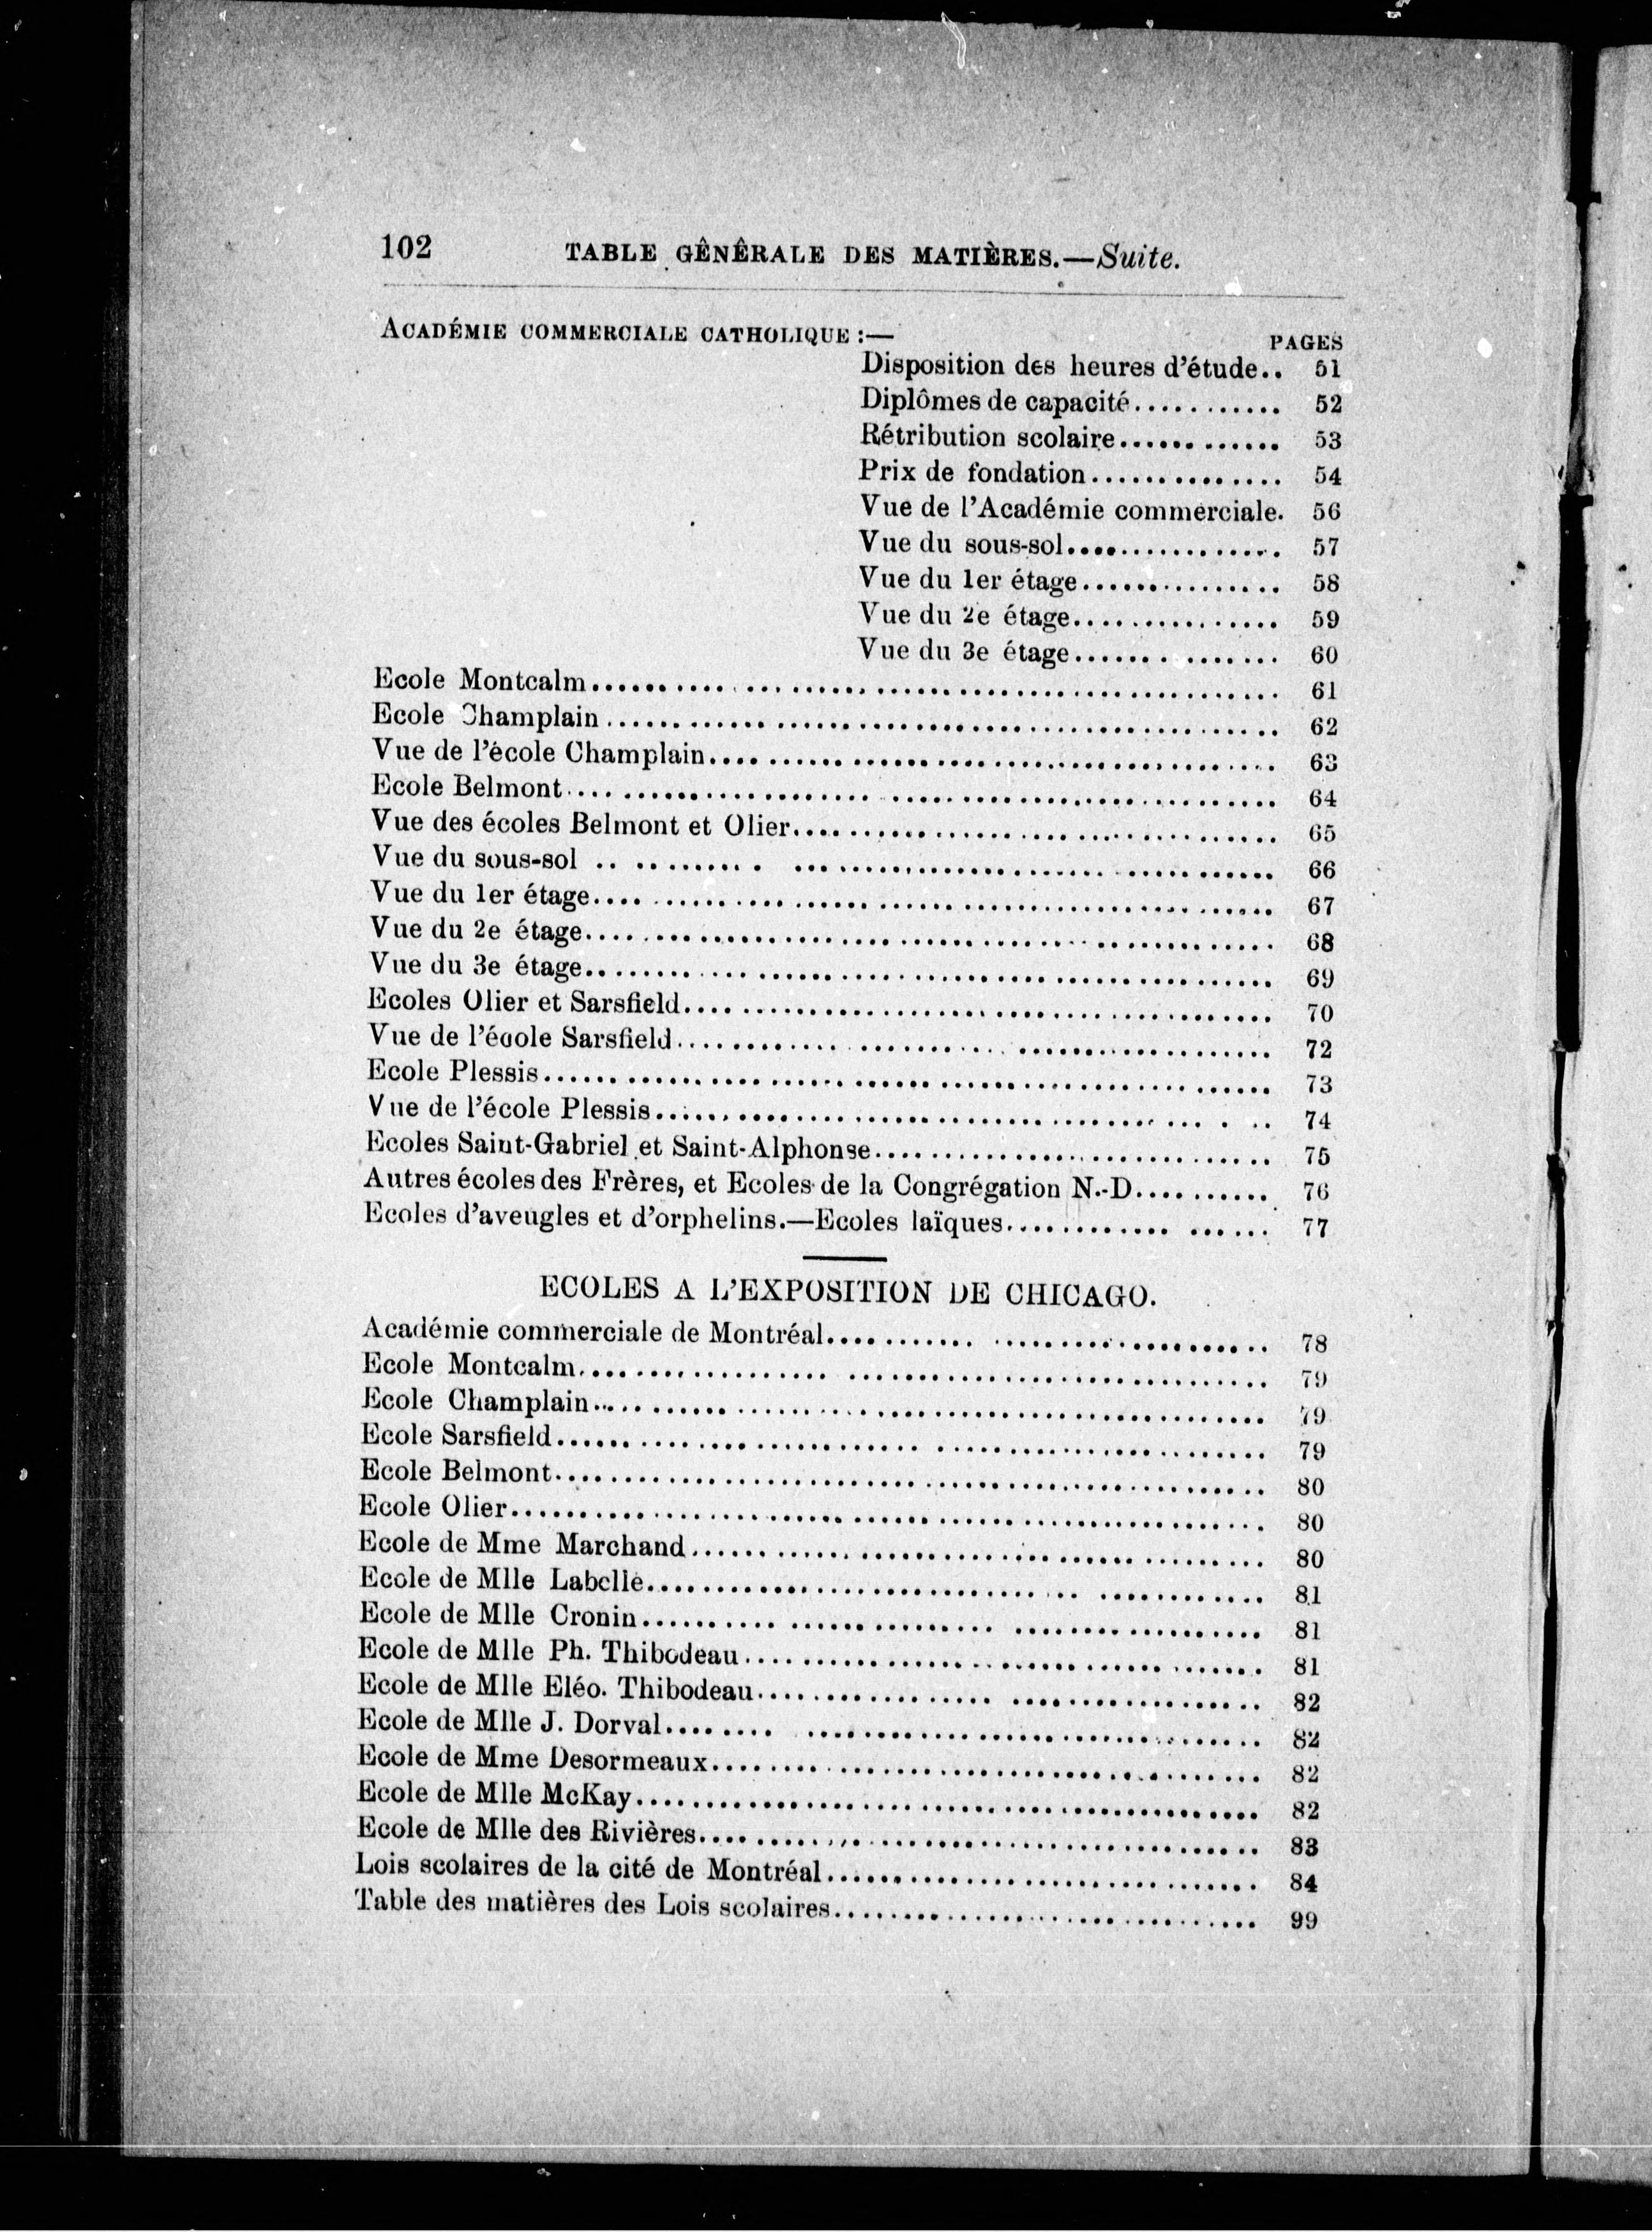 102 TABLE GÊNÊRALE DES MATIÈRES.—Suite.
ACADÉMIE COMMERCIALE CATHOLIQUE :— PAGES
Disposition des heures d'étude.. 51
Diplômes de capacité........... 52
Rétribution scolaire............ 53
Prix de fondation.............. 54
Vue de l'Académie commerciale. 56
Vue du sous-sol................ 57
Vue du 1er étage............... 58
Vue du 2e étage................ 59
Vue du 3e étage............... 60
Ecole Montcalm.................................................. 61
Ecole Champlain.................................................. 62
Vue de l'école Champlain.......................................... 63
Ecole Belmont.................................................... 64
Vue des écoles Belmont et Olier................................... 65
Vue du sous-sol .................................................. 66
Vue du 1er étage.................................................. 67
Vue du 2e étage.................................................. 68
Vue du 3e étage.................................................. 69
Ecoles Olier et Sarsfield.......................................... 70
Vue de l'école Sarsfield.......................................... 72
Ecole Plessis..................................................... 73
Vue de l'école Plessis............................................ 74
Ecoles Saint-Gabriel et Saint-Alphonse............................. 75
Autres écoles des Frères, et Ecoles de la Congrégation N.-D.......... 76
Ecoles d'aveugles et d'orphelins.—Ecoles laïques.................. 77
ECOLES A L'EXPOSITION DE CHICAGO.
Académie commerciale de Montréal................................ 78
Ecole Montcalm.................................................. 79
Ecole Champlain.................................................. 79
Ecole Sarsfield................................................... 79
Ecole Belmont.................................................... 80
Ecole Olier....................................................... 80
Ecole de Mme Marchand.......................................... 80
Ecole de Mlle Labelle............................................. 81
Ecole de Mlle Cronin............................................. 81
Ecole de Mlle Ph. Thibodeau...................................... 81
Ecole de Mlle Eléo. Thibodeau.................................... 82
Ecole de Mlle J. Dorval........................................... 82
Ecole de Mme Desormeaux........................................ 82
Ecole de Mlle McKay............................................. 82
Ecole de Mlle des Rivières......................................... 83
Lois scolaires de la cité de Montréal................................ 84
Table des matières des Lois scolaires............................... 99